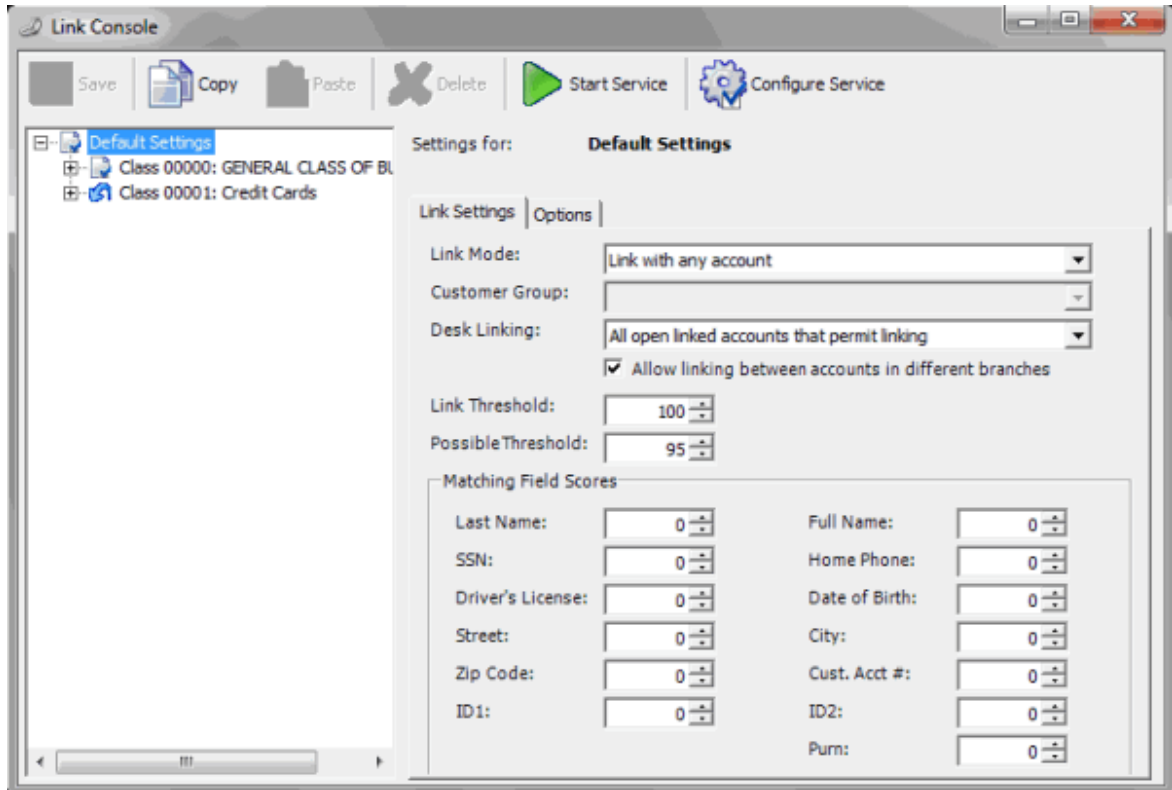 Link Console
Save Copy Paste Delete Start Service Configure Service
Default Settings
Class 00000: GENERAL CLASS OF BU
Class 00001: Credit Cards
Settings for: Default Settings
Link Settings Options
Link Mode: Link with any account
Customer Group:
Desk Linking: All open linked accounts that permit linking
Allow linking between accounts in different branches
Link Threshold: 100
PossibleThreshold: 95
Matching Field Scores
Last Name: 0 Full Name: 0
SSN: 0 Home Phone: 0
Driver's License: 0 Date of Birth: 0
Street: 0 City: 0
Zip Code: 0 Cust. Acct #: 0
ID1: 0 ID2: 0
Purn: 0